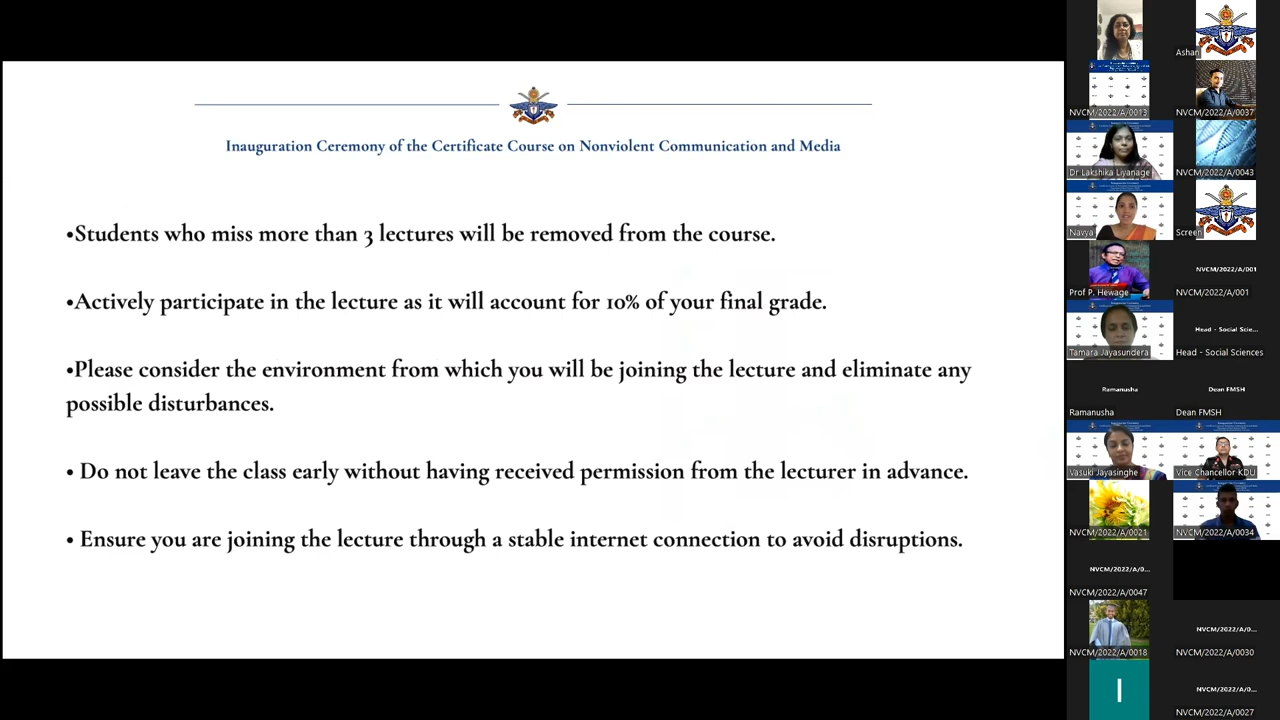 Inauguration Ceremony of the Certificate Course on Nonviolent Communication and Media
•Students who miss more than 3 lectures will be removed from the course.
•Actively participate in the lectures as it will account for 10% of your final grade.
•Please consider the environment from which you will be joining the lecture and eliminate any
possible disturbances.
• Do not leave the class early without having received permission from the lecturer in advance.
• Ensure you are joining the lecture through a stable internet connection to avoid disruptions.
Ashan
NVCM/2022/A/0013
NVCM/2022/A/0037
Dr Lakshika Liyanage
NVCM/2022/A/0043
Navya
Screen
Prof P. Hewage
NVCM/2022/A/001
NVCM/2022/A/001
Tamara Jayasundera
Head - Social Scie...
Head - Social Sciences
Ramanusha
Ramanusha
Dean FMSH
Dean FMSH
Vasuki Jayasinghe
Vice Chancellor KDU
NVCM/2022/A/0021
NVCM/2022/A/0034
NVCM/2022/A/0...
NVCM/2022/A/0047
NVCM/2022/A/0018
NVCM/2022/A/0...
NVCM/2022/A/0030
I
NVCM/2022/A/0...
NVCM/2022/A/0027